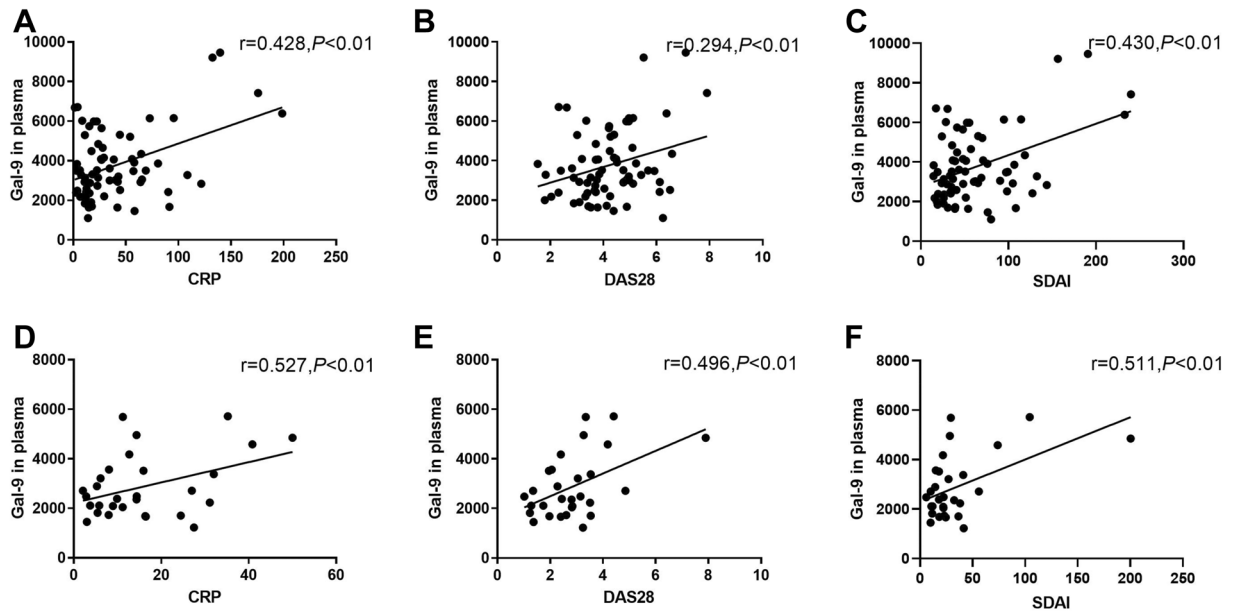 A
r=0.428,P<0.01
10000
8000
6000
4000
2000
0
0 50 100 150 200 250
Gal-9 in plasma
CRP
B
r=0.294,P<0.01
10000
8000
6000
4000
2000
0
0 2 4 6 8 10
Gal-9 in plasma
DAS28
C
r=0.430,P<0.01
10000
8000
6000
4000
2000
0
0 100 200 300
Gal-9 in plasma
SDAI
D
r=0.527,P<0.01
8000
6000
4000
2000
0
0 20 40 60
Gal-9 in plasma
CRP
E
r=0.496,P<0.01
8000
6000
4000
2000
0
0 2 4 6 8 10
Gal-9 in plasma
DAS28
F
r=0.511,P<0.01
8000
6000
4000
2000
0
0 50 100 150 200 250
Gal-9 in plasma
SDAI